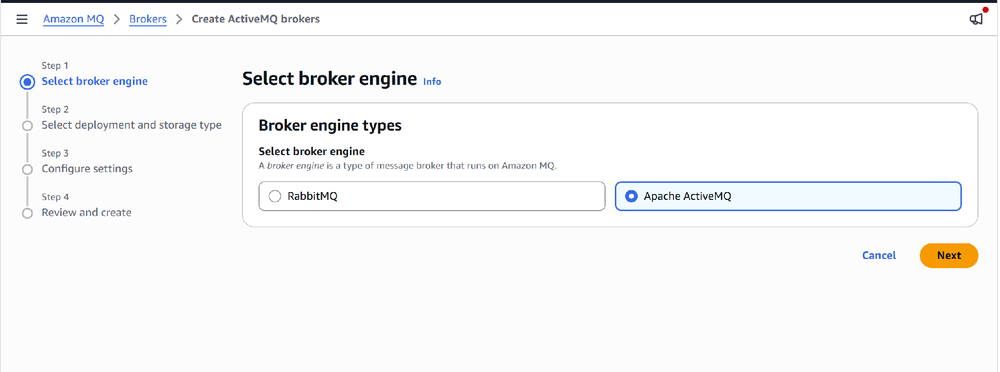 Amazon MQ > Brokers > Create ActiveMQ brokers
Step 1
Select broker engine
Step 2
Select deployment and storage type
Step 3
Configure settings
Step 4
Review and create
Select broker engine Info
Broker engine types
Select broker engine
A broker engine is a type of message broker that runs on Amazon MQ.
RabbitMQ
Apache ActiveMQ
Cancel
Next